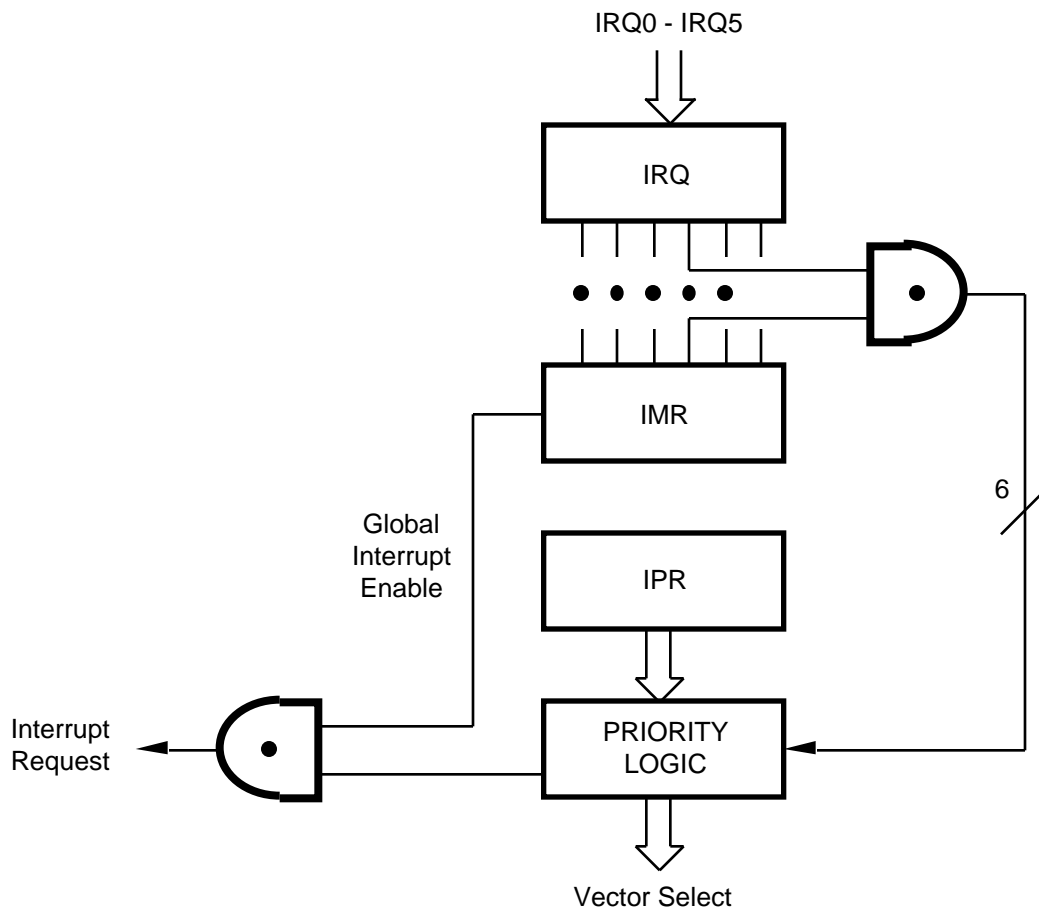 IRQ0 - IRQ5
IRQ
IMR
6
Global
Interrupt
Enable
IPR
Interrupt
Request
PRIORITY
LOGIC
Vector Select